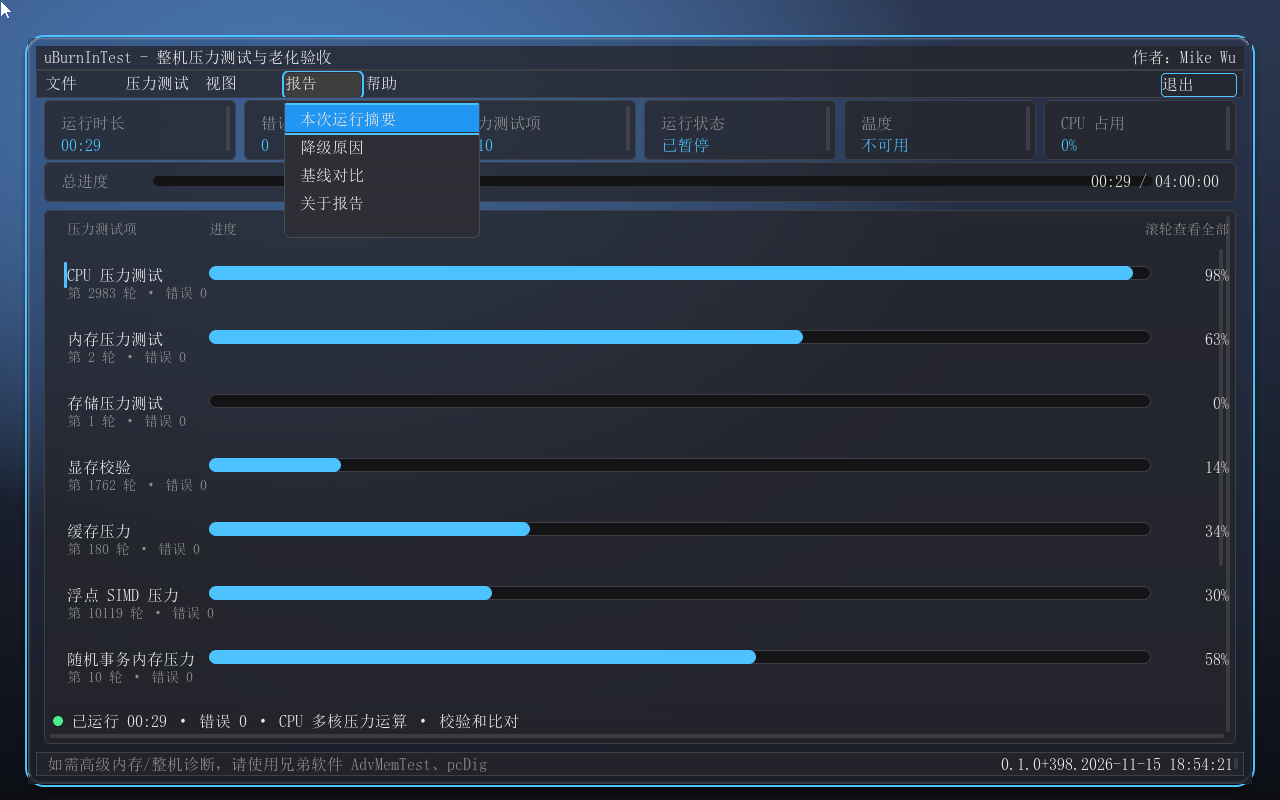 uBurnInTest - 整机压力测试与老化验收 作者: Mike Wu
文件 压力测试 视图 报告 帮助 退出
本次运行摘要
降级原因
基线对比
关于报告
运行时长 错 力测试项 运行状态 温度 CPU 占用
00:29 0 10 已暂停 不可用 0%
总进度 00:29 / 04:00:00
压力测试项 进度 滚轮查看全部
CPU 压力测试 98%
第 2983 轮 • 错误 0
内存压力测试 63%
第 2 轮 • 错误 0
存储压力测试 0%
第 1 轮 • 错误 0
显存校验 14%
第 1762 轮 • 错误 0
缓存压力 34%
第 180 轮 • 错误 0
浮点 SIMD 压力 30%
第 10119 轮 • 错误 0
随机事务内存压力 58%
第 10 轮 • 错误 0
已运行 00:29 • 错误 0 • CPU 多核压力运算 • 校验和比对
如需高级内存/整机诊断，请使用兄弟软件 AdvMemTest、pcDig 0.1.0+398.2026-11-15 18:54:21